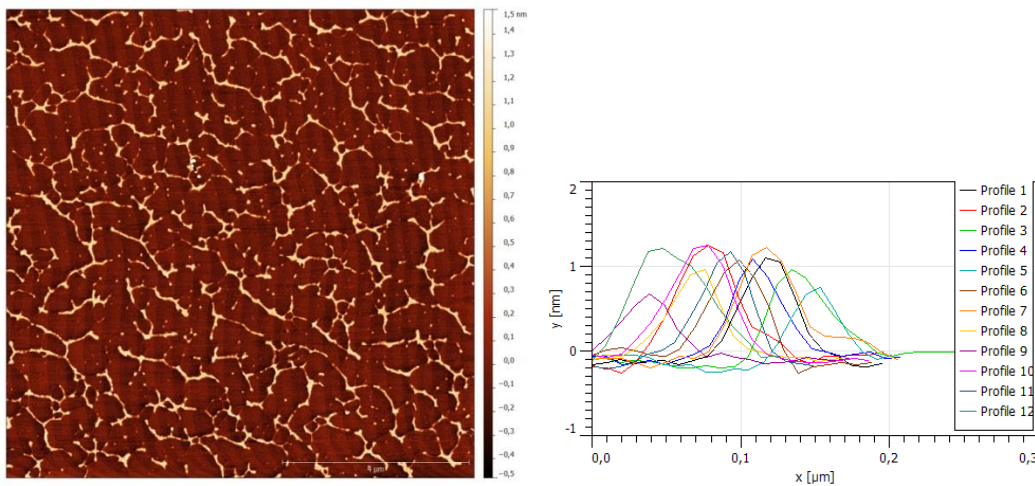 1,5 nm
1,4
1,3
1,2
1,1
1,0
0,9
0,8
0,7
0,6
0,5
0,4
0,3
0,2
0,1
0,0
−0,1
−0,2
−0,3
−0,4
−0,5
4 µm
2
1
0
-1
y [nm]
0,0
0,1
0,2
0,3
x [µm]
Profile 1
Profile 2
Profile 3
Profile 4
Profile 5
Profile 6
Profile 7
Profile 8
Profile 9
Profile 10
Profile 11
Profile 12